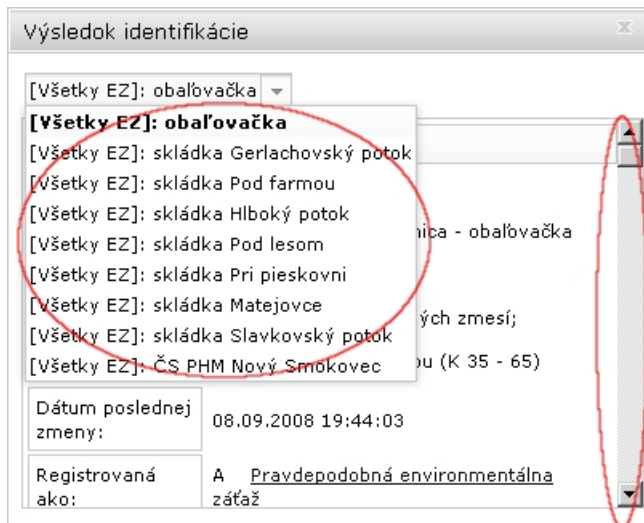 Výsledok identifikácie
x
[Všetky EZ]: obaľovačka
[Všetky EZ]: obaľovačka
[Všetky EZ]: skládka Gerlachovský potok
[Všetky EZ]: skládka Pod farmou
[Všetky EZ]: skládka Hlboký potok
nica - obaľovačka
[Všetky EZ]: skládka Pod lesom
[Všetky EZ]: skládka Pri pieskovni
[Všetky EZ]: skládka Matejovce
ých zmesí;
[Všetky EZ]: skládka Slavkovský potok
[Všetky EZ]: ČS PHM Nový Smokovec
ou (K 35 - 65)
Dátum poslednej
zmeny:
08.09.2008 19:44:03
Registrovaná
ako:
A Pravdepodobná environmentálna
záťaž